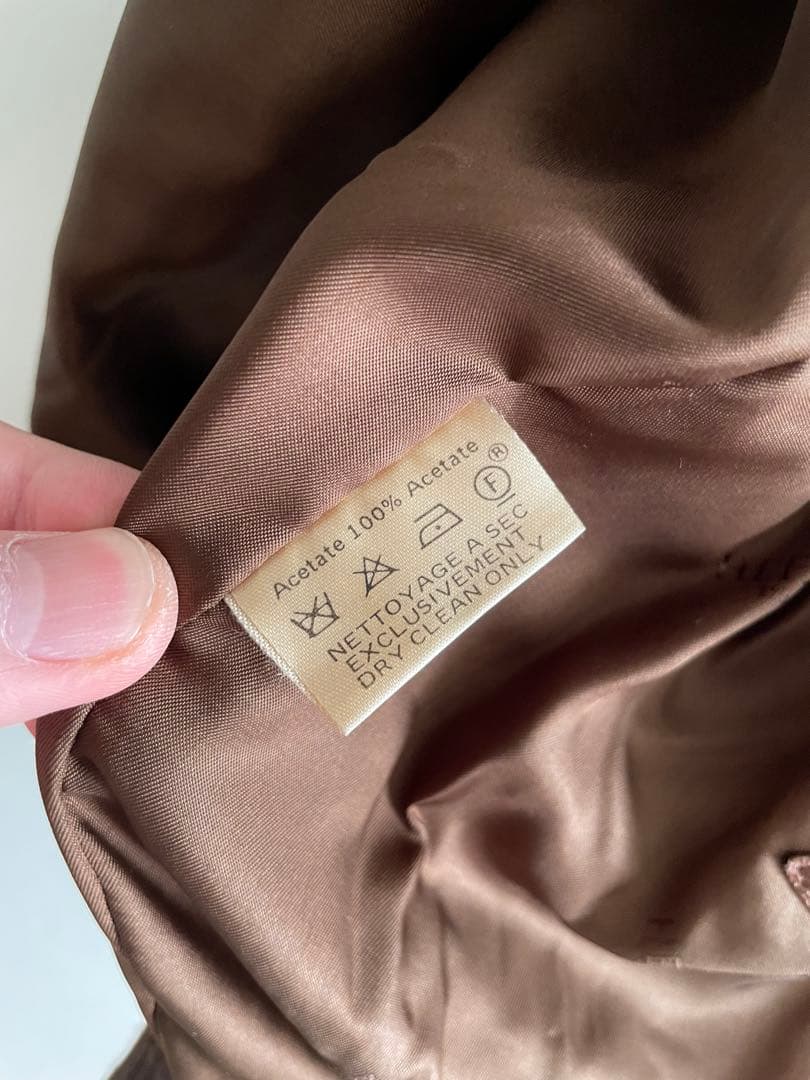 Acetate 100% Acetate
F ®
NETTOYAGE A SEC
EXCLUSIVEMENT
DRY CLEAN ONLY